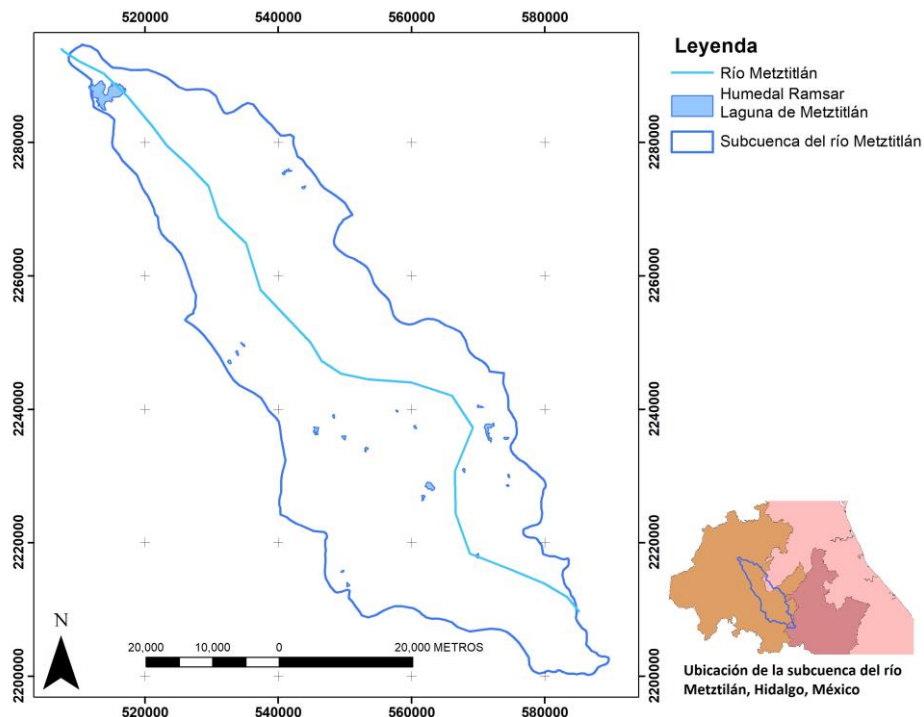 520000 540000 560000 580000
2280000 2280000
2260000 2260000
2240000 2240000
2220000 2220000
2200000 2200000
520000 540000 560000 580000
N
20,000 10,000 0 20,000 METROS
Leyenda
Río Metztitlán
Humedal Ramsar
Laguna de Metztitlán
Subcuenca del río Metztitlán
Ubicación de la subcuenca del río
Metztilán, Hidalgo, México